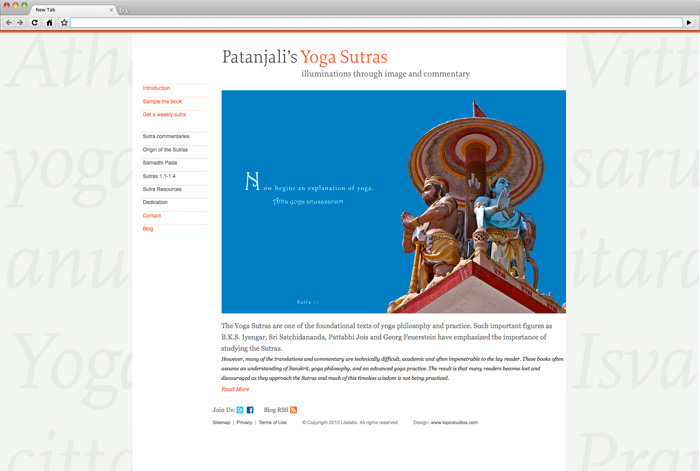 New Tab
Patanjali's Yoga Sutras
illuminations through image and commentary
Introduction
Sample the book
Get a weekly sutra
Sutra commentaries
Origin of the Sutras
Samadhi Pada
Sutras 1.1-1.4
Sutra Resources
Dedication
Contact
Blog
Now begins an explanation of yoga.
Atha yoga anusasanam
Sutra 1.1
The Yoga Sutras are one of the foundational texts of yoga philosophy and practice. Such important figures as
B.K.S. Iyengar, Sri Satchidananda, Pattabhi Jois and Georg Feuerstein have emphasized the importance of
studying the Sutras.
However, many of the translations and commentary are technically difficult, academic and often impenetrable to the lay reader. These books often
assume an understanding of Sanskrit, yoga philosophy, and an advanced yoga practice. The result is that many readers become lost and
discouraged as they approach the Sutras and much of this timeless wisdom is not being practiced.
Read More
Join Us: Blog RSS
Sitemap | Privacy | Terms of Use © Copyright 2010 Lilalabs. All rights reserved Design: www.topicstudios.com
Atha
yoga
anu
Yoga
citta
Vrtt
saru
itara
Isva
Pra